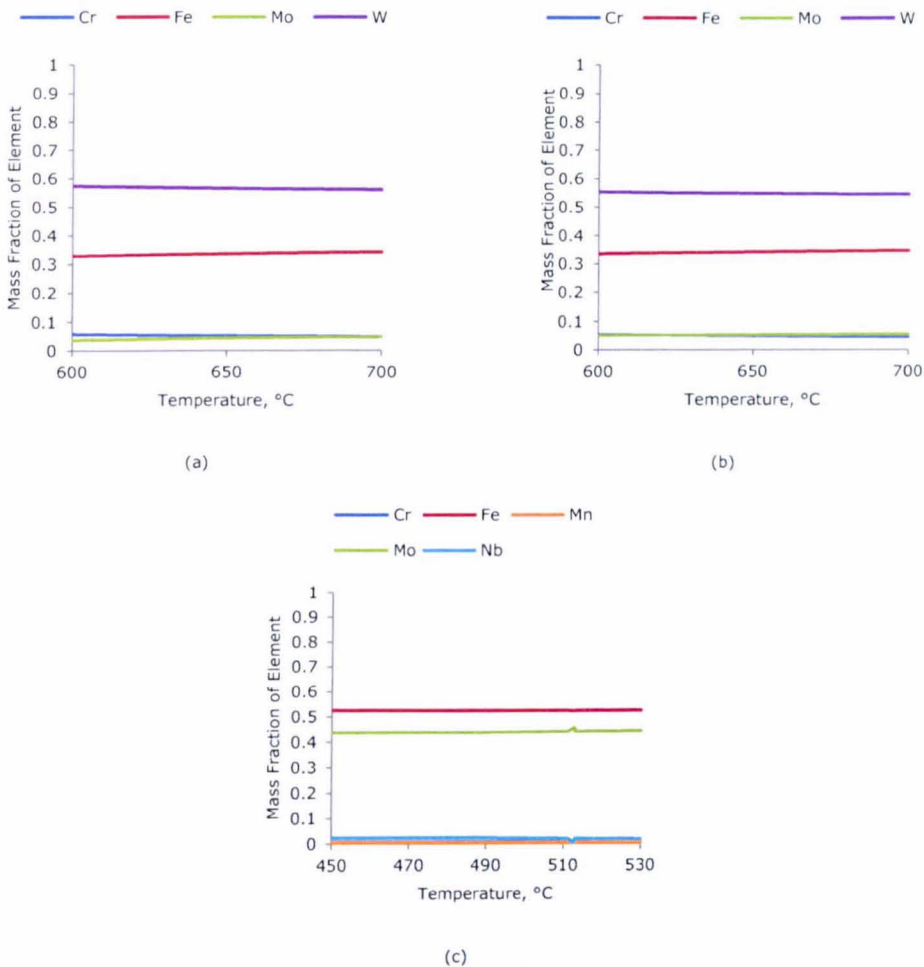 Cr Fe Mo W
Mass Fraction of Element
1
0.9
0.8
0.7
0.6
0.5
0.4
0.3
0.2
0.1
0
600 650 700
Temperature, °C
(a)
Cr Fe Mo W
Mass Fraction of Element
1
0.9
0.8
0.7
0.6
0.5
0.4
0.3
0.2
0.1
0
600 650 700
Temperature, °C
(b)
Cr Fe Mn
Mo Nb
Mass Fraction of Element
1
0.9
0.8
0.7
0.6
0.5
0.4
0.3
0.2
0.1
0
450 470 490 510 530
Temperature, °C
(c)